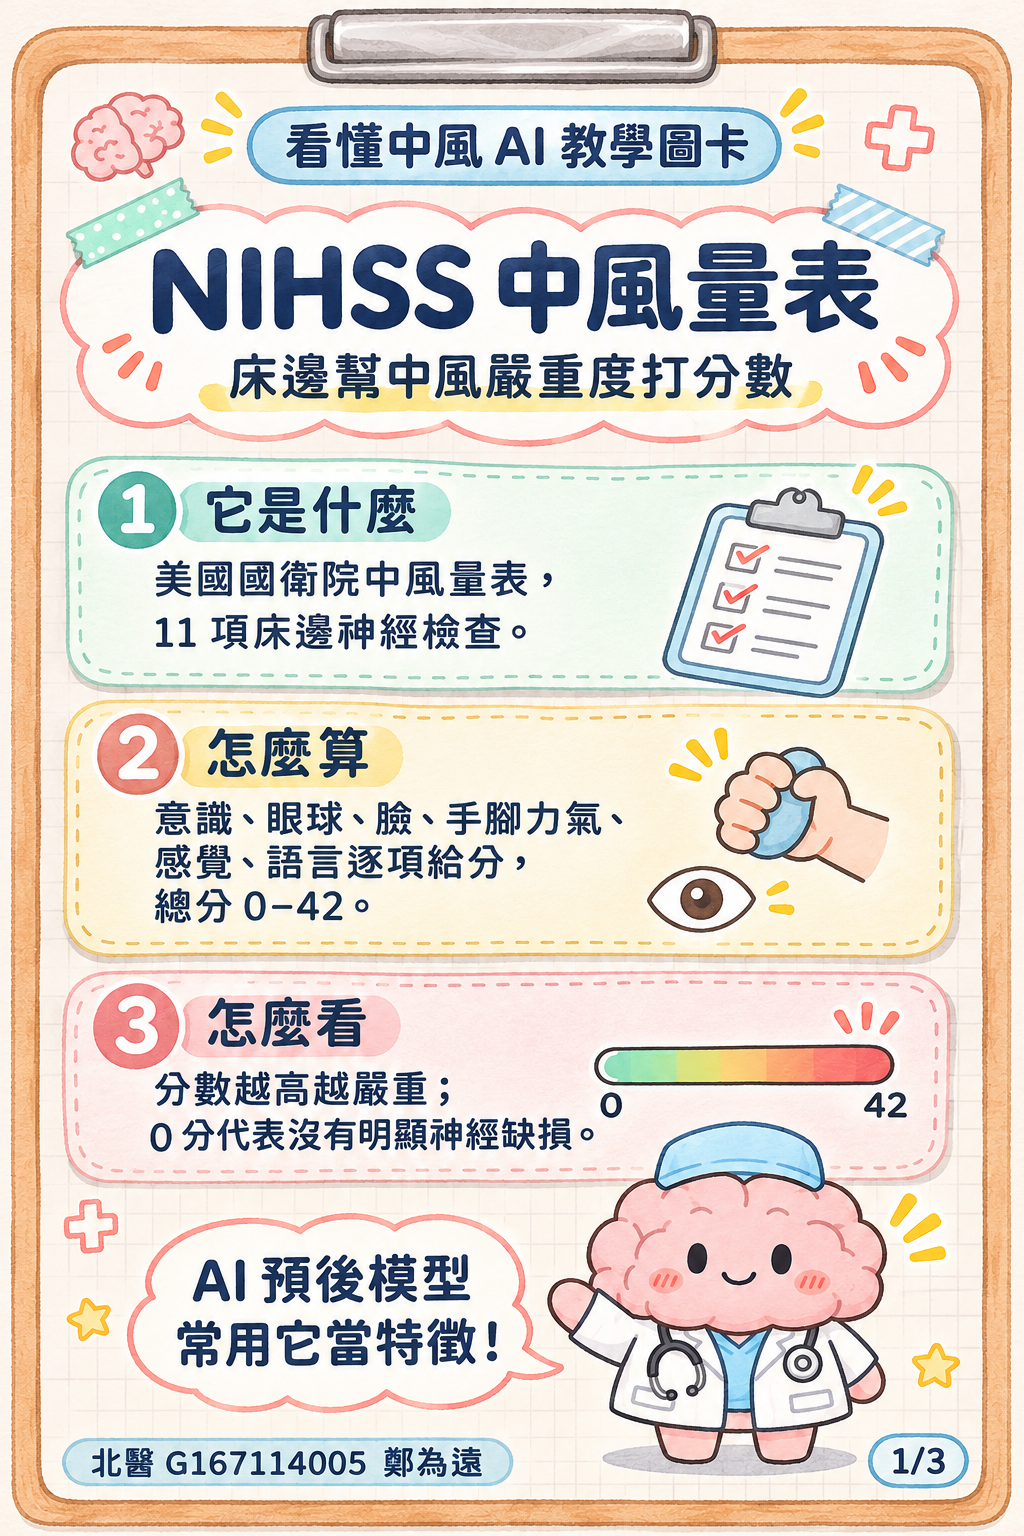 看懂中風 AI 教學圖卡
NIHSS 中風量表
床邊幫中風嚴重度打分數
1 它是什麼
美國國衛院中風量表，
11 項床邊神經檢查。
2 怎麼算
意識、眼球、臉、手腳力氣、
感覺、語言逐項給分，
總分 0–42。
3 怎麼看
分數越高越嚴重；
0 分代表沒有明顯神經缺損。
0 42
AI 預後模型
常用它當特徵！
北醫 G167114005 鄭為遠
1/3